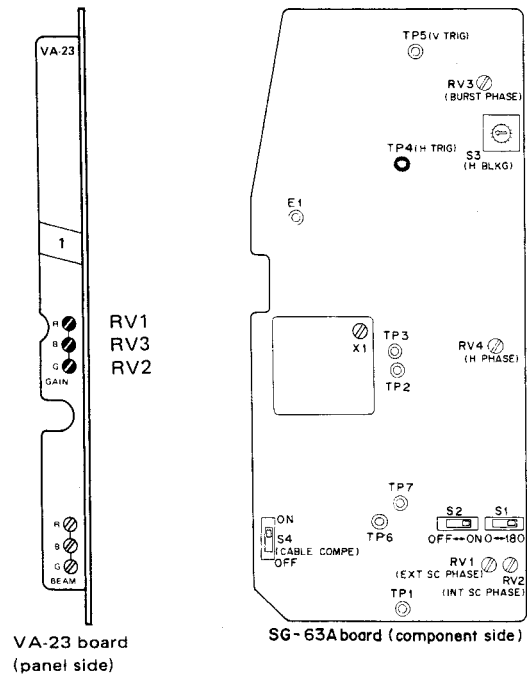 VA-23
1
R RV1
B RV3
G RV2
GAIN
R
B
G
BEAM
VA-23 board
(panel side)
TP5(V TRIG)
RV3
(BURST PHASE)
TP4(H TRIG)
S3
(H BLKG)
E1
X1
TP3
TP2
RV4
(H PHASE)
TP7
TP6
ON
S4
(CABLE COMPE)
OFF
S2
OFF↔ON
S1
0↔180
RV1
(EXT SC PHASE)
RV2
(INT SC PHASE)
TP1
SG-63A board (component side)